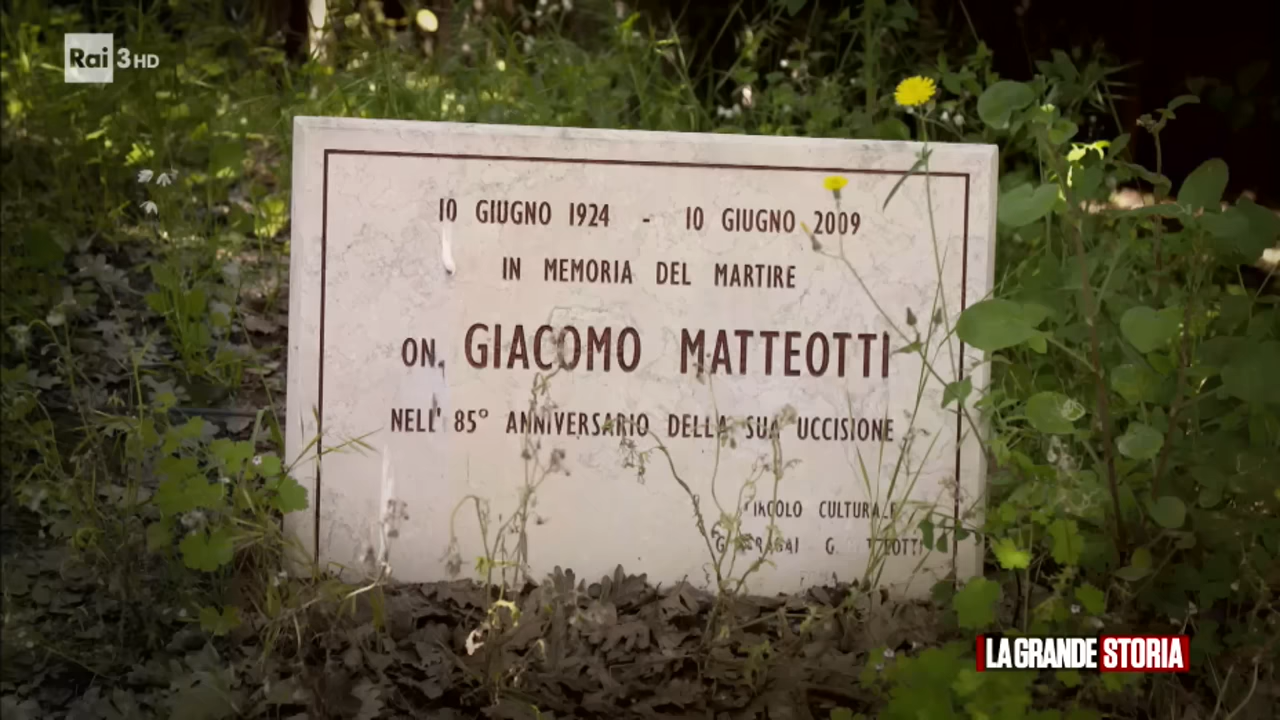 Rai 3HD
10 GIUGNO 1924 - 10 GIUGNO 2009
IN MEMORIA DEL MARTIRE
ON. GIACOMO MATTEOTTI
NELL' 85° ANNIVERSARIO DELLA SUA UCCISIONE
CULTURALE
G.
LA GRANDE STORIA